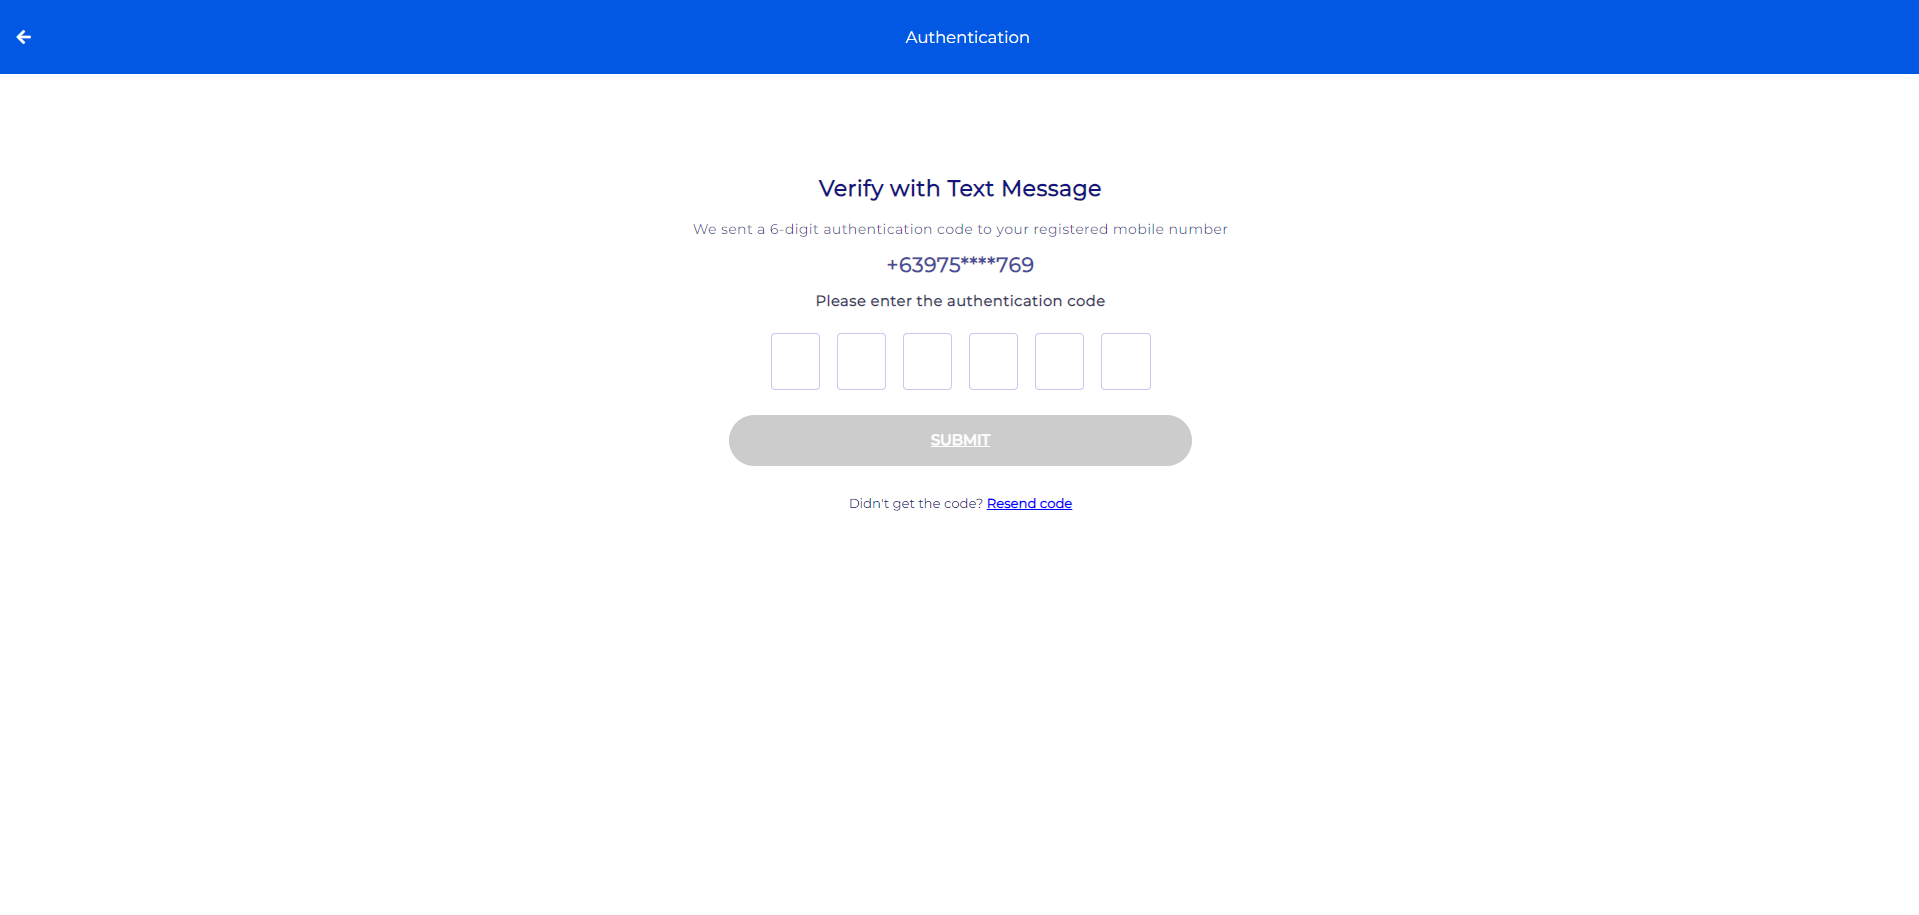 Authentication
Verify with Text Message
We sent a 6-digit authentication code to your registered mobile number
+63975****769
Please enter the authentication code
SUBMIT
Didn't get the code? Resend code